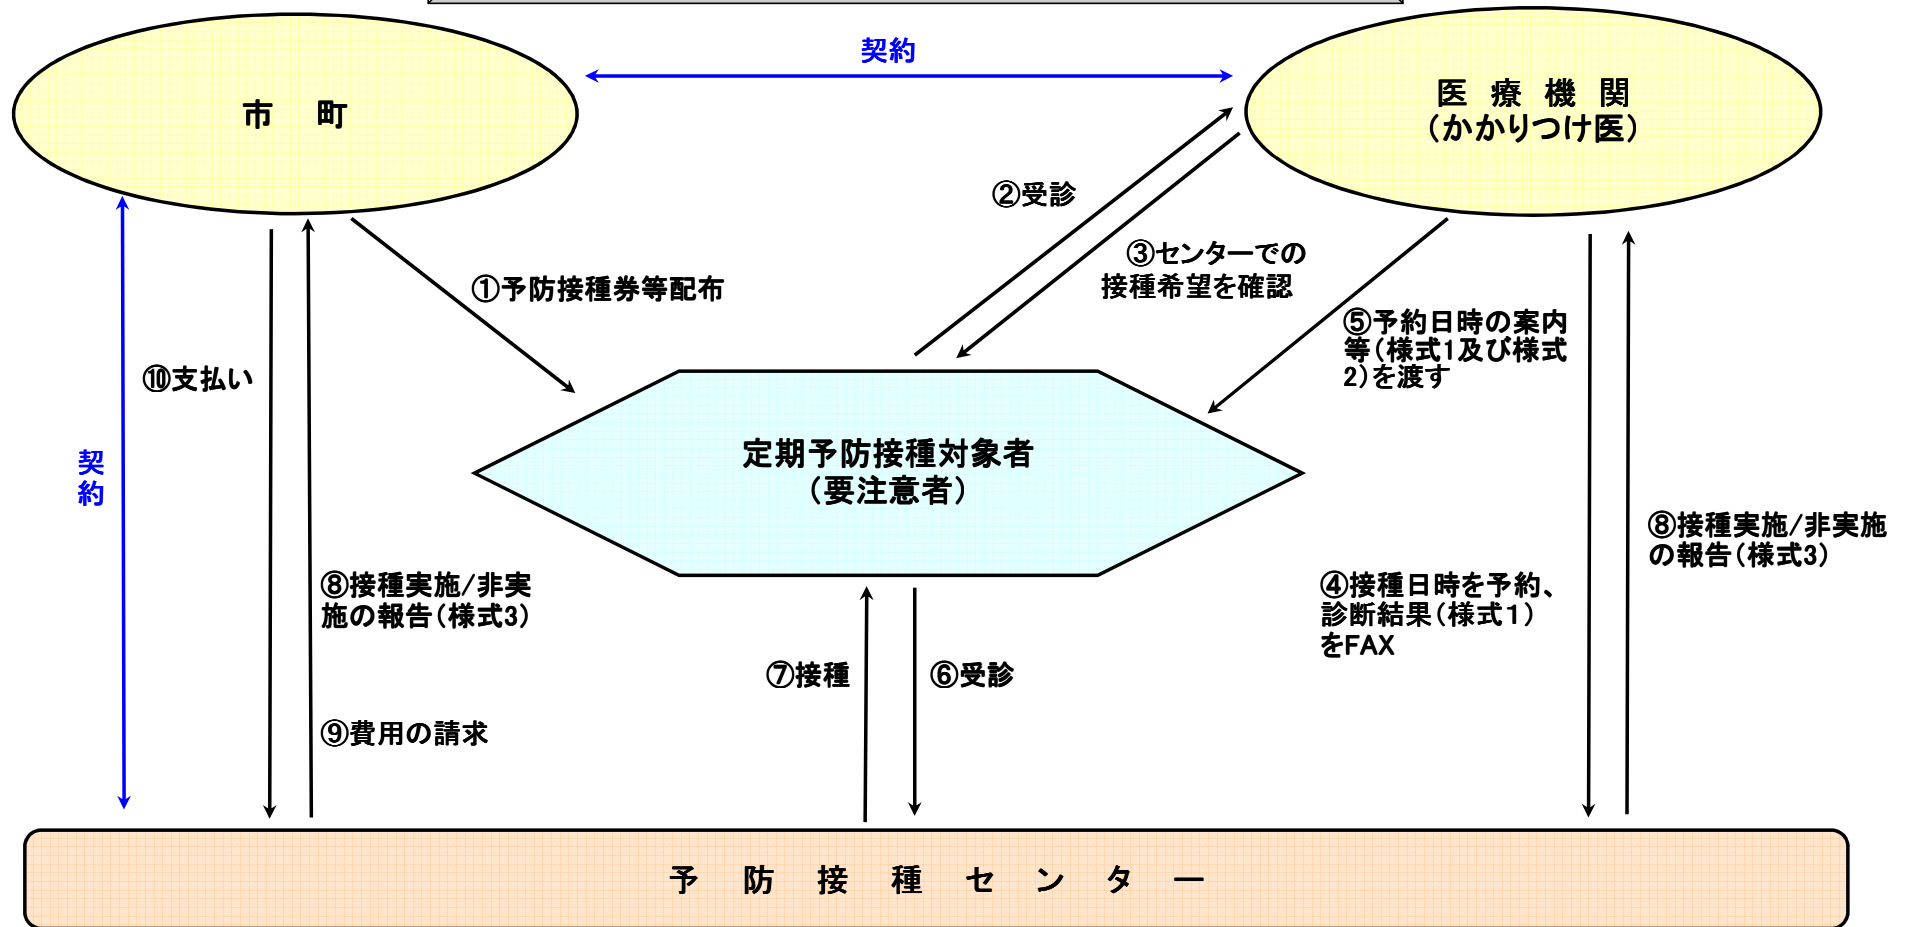 契約
市　町
医　療　機　関
（かかりつけ医）
②受診
③センターでの
接種希望を確認
①予防接種券等配布
⑤予約日時の案内
等（様式1及び様式
2）を渡す
⑩支払い
契
約
定期予防接種対象者
（要注意者）
⑧接種実施/非実施
の報告（様式3）
⑧接種実施/非実
施の報告（様式3）
④接種日時を予約、
診断結果（様式１）
をFAX
⑦接種
⑥受診
⑨費用の請求
予　防　接　種　セ　ン　タ　ー